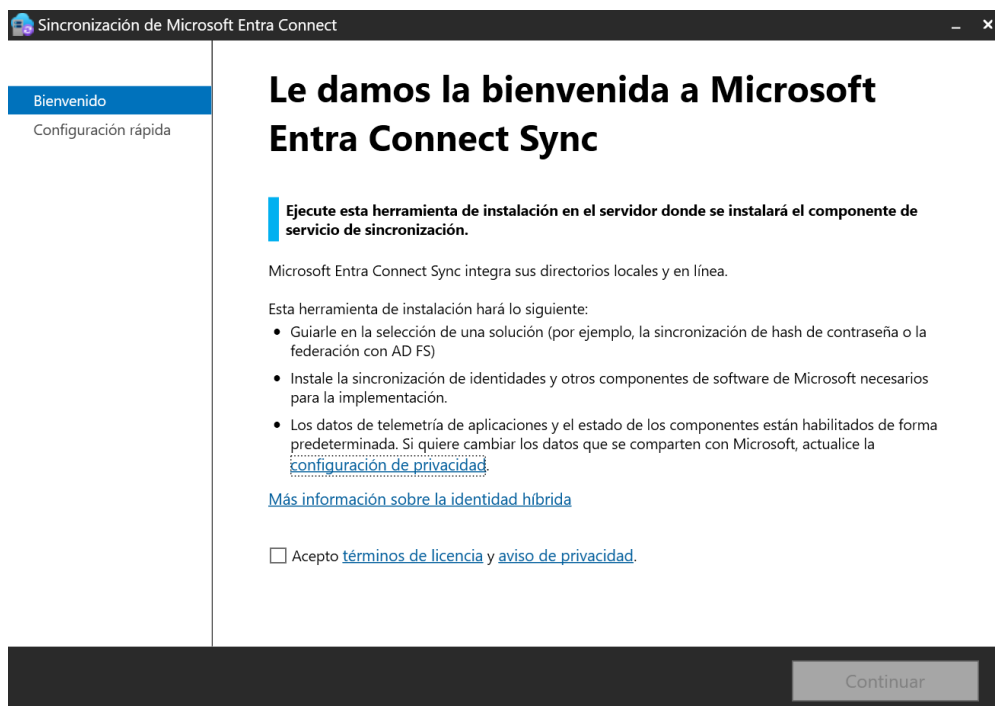 Sincronización de Microsoft Entra Connect
Bienvenido
Configuración rápida
Le damos la bienvenida a Microsoft
Entra Connect Sync
Ejecute esta herramienta de instalación en el servidor donde se instalará el componente de
servicio de sincronización.
Microsoft Entra Connect Sync integra sus directorios locales y en línea.
Esta herramienta de instalación hará lo siguiente:
• Guiarle en la selección de una solución (por ejemplo, la sincronización de hash de contraseña o la
federación con AD FS)
• Instale la sincronización de identidades y otros componentes de software de Microsoft necesarios
para la implementación.
• Los datos de telemetría de aplicaciones y el estado de los componentes están habilitados de forma
predeterminada. Si quiere cambiar los datos que se comparten con Microsoft, actualice la
configuración de privacidad.
Más información sobre la identidad híbrida
Acepto términos de licencia y aviso de privacidad.
Continuar